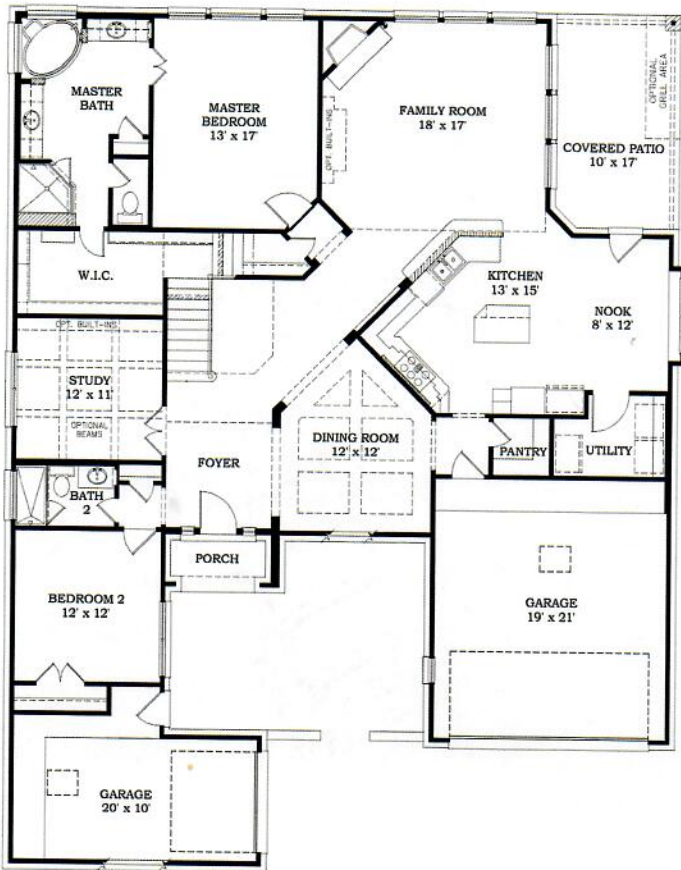 MASTER
BATH
MASTER
BEDROOM
13' x 17'
OPT. BUILT-INS
FAMILY ROOM
18' x 17'
OPTIONAL
GRILL AREA
COVERED PATIO
10' x 17'
W.I.C.
KITCHEN
13' x 15'
NOOK
8' x 12'
OPT. BUILT-INS
STUDY
12' x 11'
OPTIONAL
BEAMS
DINING ROOM
12' x 12'
FOYER
PANTRY
UTILITY
BATH
2
PORCH
BEDROOM 2
12' x 12'
GARAGE
19' x 21'
GARAGE
20' x 10'